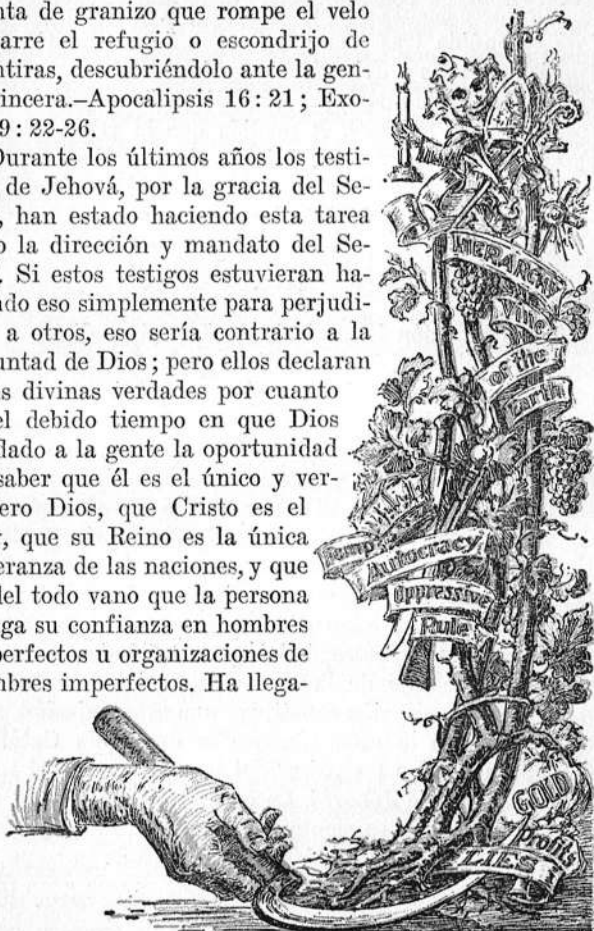 nta de granizo que rompe el velo
arre el refugio o escondrijo de
ntiras, descubriéndolo ante la gen-
incera.–Apocalipsis 16:21; Exo-
9:22-26.
Durante los últimos años los testi-
de Jehová, por la gracia del Se-
, han estado haciendo esta tarea
o la dirección y mandato del Se-
. Si estos testigos estuvieran ha-
ndo eso simplemente para perjudi-
a otros, eso sería contrario a la
untad de Dios; pero ellos declaran
s divinas verdades por cuanto
el debido tiempo en que Dios
dado a la gente la oportunidad
saber que él es el único y ver-
ero Dios, que Cristo es el
, que su Reino es la única
eranza de las naciones, y que
del todo vano que la persona
ga su confianza en hombres
perfectos u organizaciones de
mbres imperfectos. Ha llega-
HIERARCHY
Vine
of the
Earth
Autocracy
Oppressive
Rule
GOLD
profits
LIES